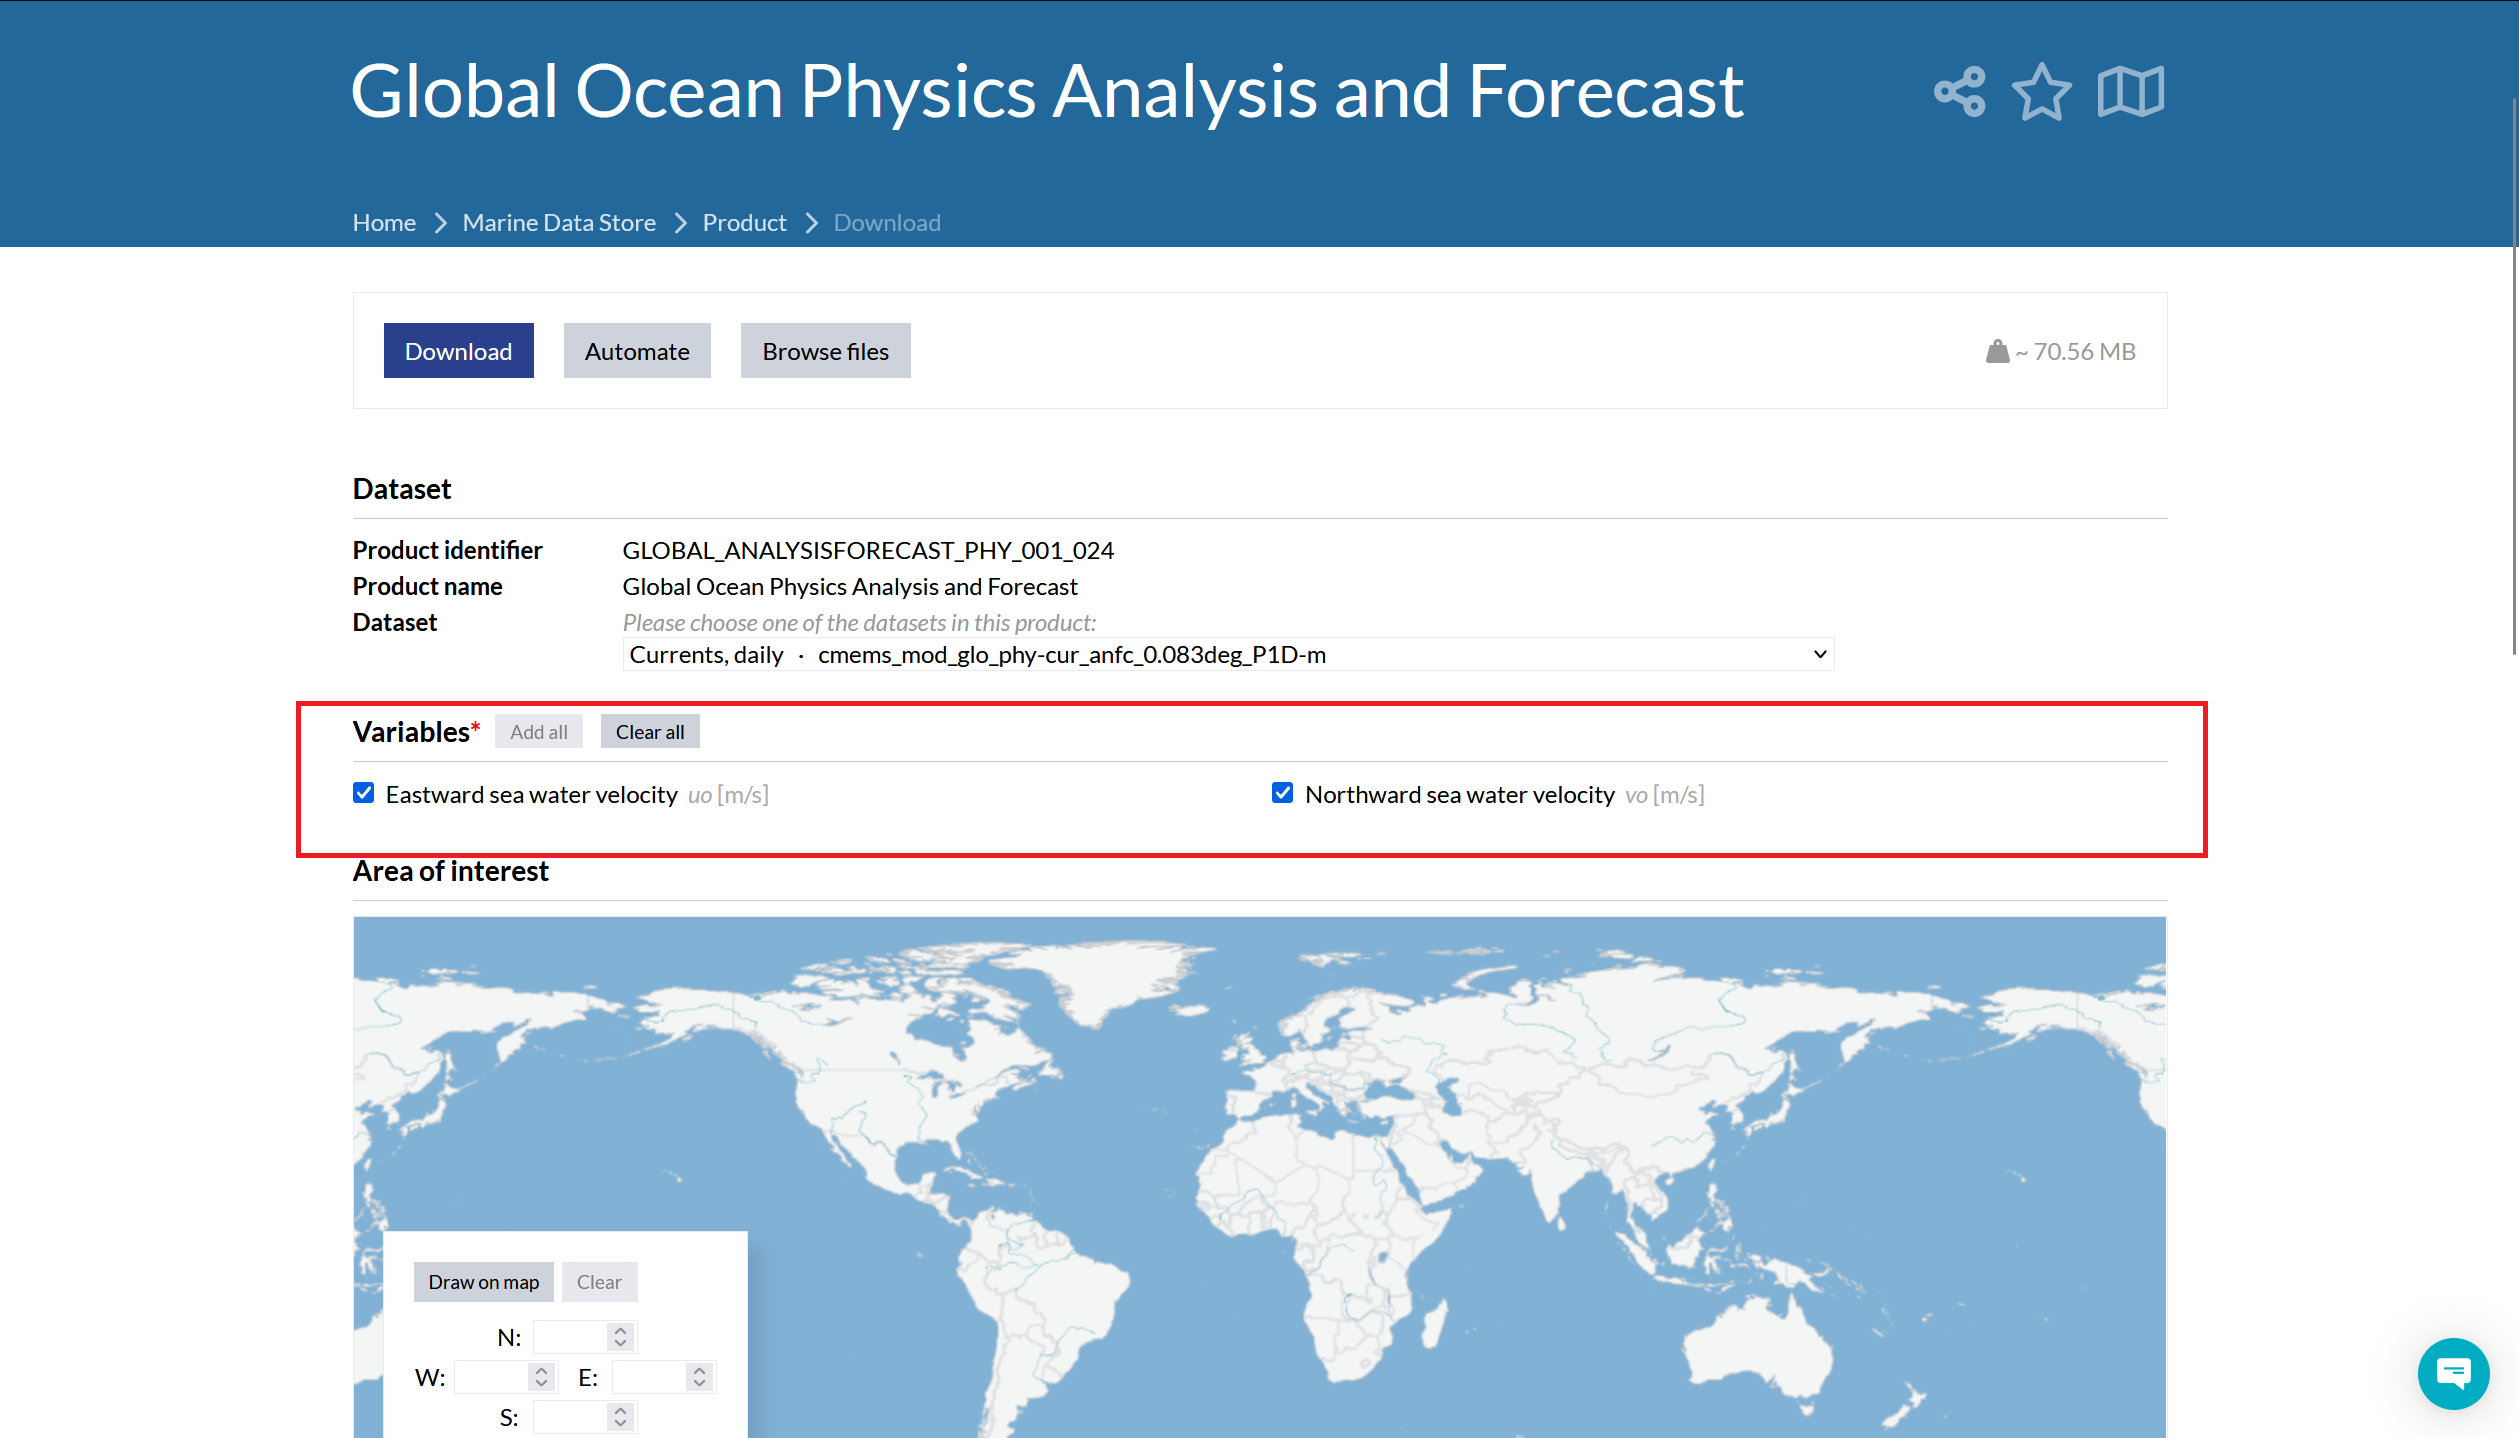 Global Ocean Physics Analysis and Forecast
Home > Marine Data Store > Product > Download
Download Automate Browse files ~ 70.56 MB
Dataset
Product identifier GLOBAL_ANALYSISFORECAST_PHY_001_024
Product name Global Ocean Physics Analysis and Forecast
Dataset Please choose one of the datasets in this product:
Currents, daily · cmems_mod_glo_phy-cur_anfc_0.083deg_P1D-m
Variables* Add all Clear all
Eastward sea water velocity uo [m/s] Northward sea water velocity vo [m/s]
Area of interest
Draw on map Clear
N:
W: E:
S: